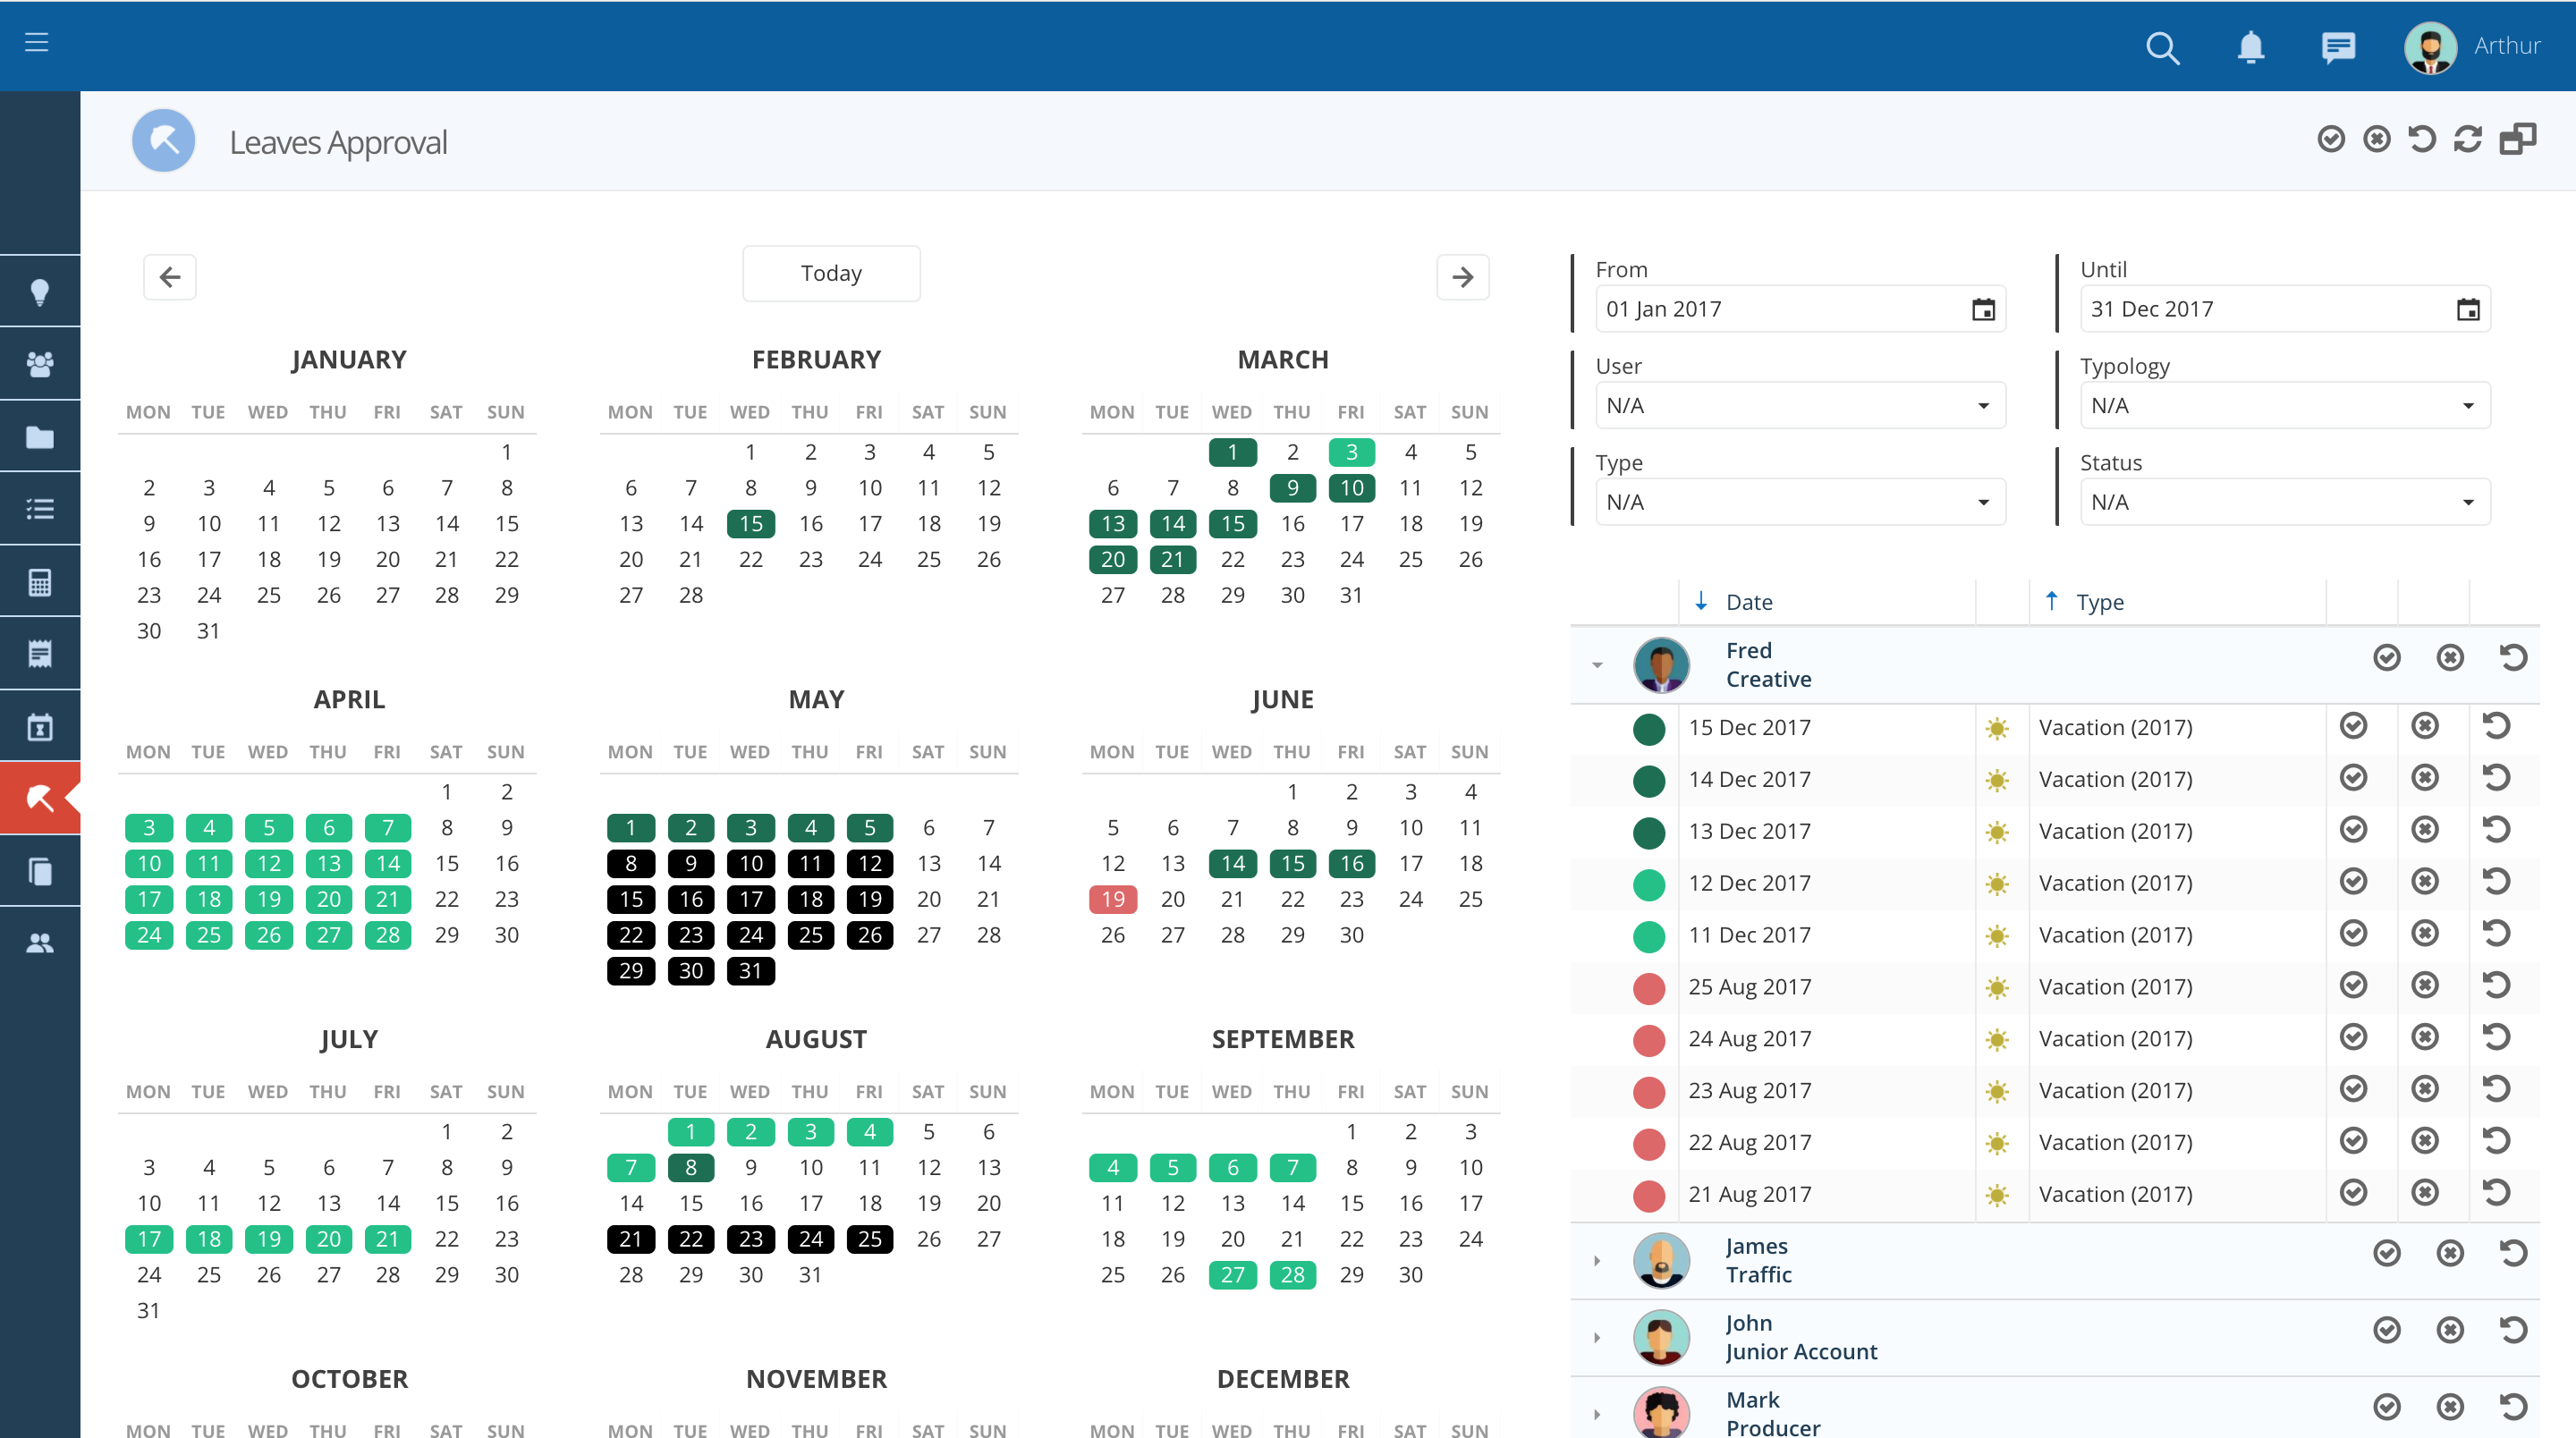 Arthur
Leaves Approval
Today
JANUARY FEBRUARY MARCH
MON TUE WED THU FRI SAT SUN MON TUE WED THU FRI SAT SUN MON TUE WED THU FRI SAT SUN
1 1 2 3 4 5 1 2 3 4 5
2 3 4 5 6 7 8 6 7 8 9 10 11 12 6 7 8 9 10 11 12
9 10 11 12 13 14 15 13 14 15 16 17 18 19 13 14 15 16 17 18 19
16 17 18 19 20 21 22 20 21 22 23 24 25 26 20 21 22 23 24 25 26
23 24 25 26 27 28 29 27 28 27 28 29 30 31
30 31
APRIL MAY JUNE
MON TUE WED THU FRI SAT SUN MON TUE WED THU FRI SAT SUN MON TUE WED THU FRI SAT SUN
1 2 1 2 3 4
3 4 5 6 7 8 9 1 2 3 4 5 6 7 5 6 7 8 9 10 11
10 11 12 13 14 15 16 8 9 10 11 12 13 14 12 13 14 15 16 17 18
17 18 19 20 21 22 23 15 16 17 18 19 20 21 19 20 21 22 23 24 25
24 25 26 27 28 29 30 22 23 24 25 26 27 28 26 27 28 29 30
29 30 31
JULY AUGUST SEPTEMBER
MON TUE WED THU FRI SAT SUN MON TUE WED THU FRI SAT SUN MON TUE WED THU FRI SAT SUN
1 2 1 2 3 4 5 6 1 2 3
3 4 5 6 7 8 9 7 8 9 10 11 12 13 4 5 6 7 8 9 10
10 11 12 13 14 15 16 14 15 16 17 18 19 20 11 12 13 14 15 16 17
17 18 19 20 21 22 23 21 22 23 24 25 26 27 18 19 20 21 22 23 24
24 25 26 27 28 29 30 28 29 30 31 25 26 27 28 29 30
31
OCTOBER NOVEMBER DECEMBER
MON TUE WED THU FRI SAT SUN MON TUE WED THU FRI SAT SUN MON TUE WED THU FRI SAT SUN
From Until
01 Jan 2017 31 Dec 2017
User Typology
N/A N/A
Type Status
N/A N/A
Date Type
Fred
Creative
15 Dec 2017 Vacation (2017)
14 Dec 2017 Vacation (2017)
13 Dec 2017 Vacation (2017)
12 Dec 2017 Vacation (2017)
11 Dec 2017 Vacation (2017)
25 Aug 2017 Vacation (2017)
24 Aug 2017 Vacation (2017)
23 Aug 2017 Vacation (2017)
22 Aug 2017 Vacation (2017)
21 Aug 2017 Vacation (2017)
James
Traffic
John
Junior Account
Mark
Producer